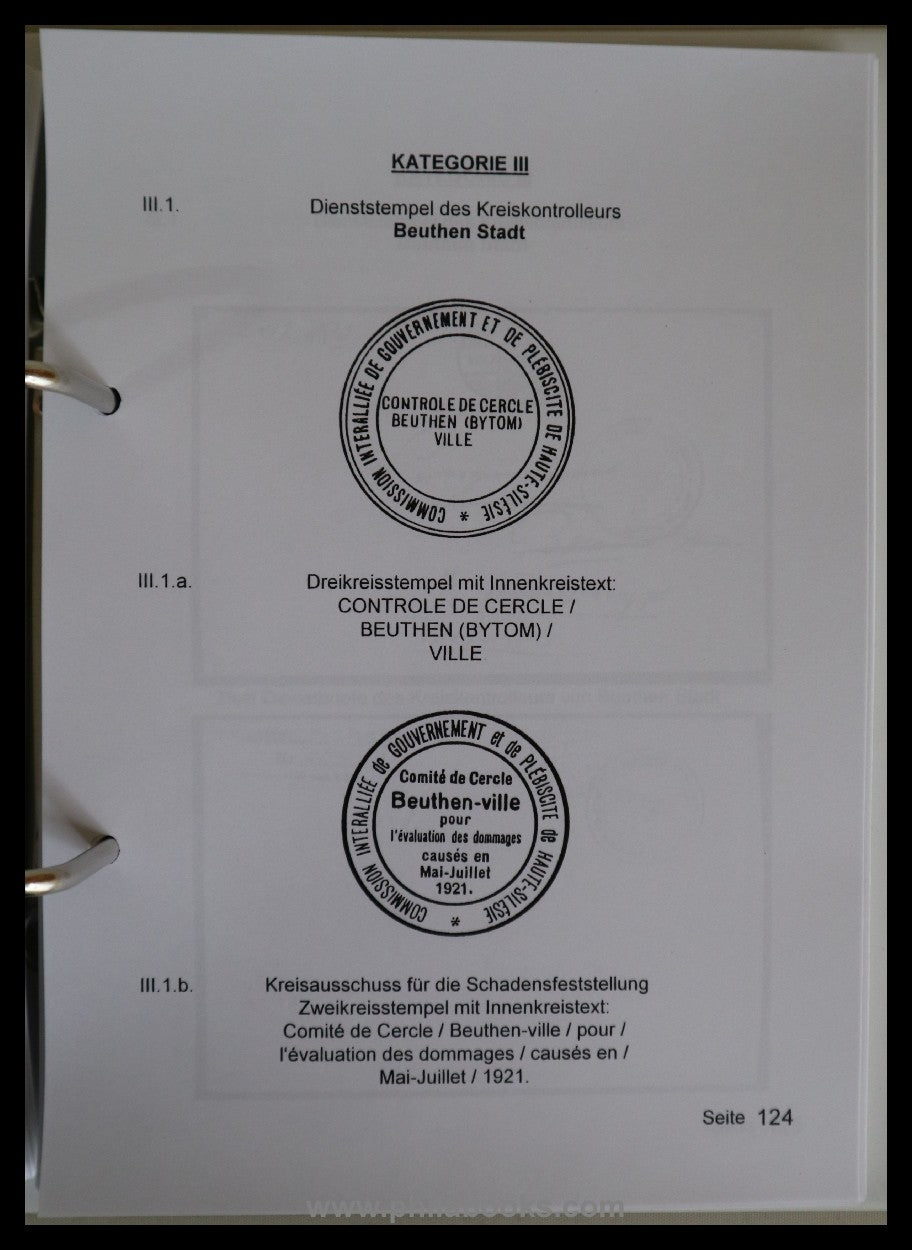 KATEGORIE III
III.1.
Dienststempel des Kreiskontrolleurs
Beuthen Stadt
COMMISSION INTERALLIÉE DE GOUVERNEMENT ET DE PLÉBISCITE DE HAUTE-SILÉSIE *
CONTROLE DE CERCLE
BEUTHEN (BYTOM)
VILLE
III.1.a.
Dreikreisstempel mit Innenkreistext:
CONTROLE DE CERCLE /
BEUTHEN (BYTOM) /
VILLE
COMMISSION INTERALLIÉE de GOUVERNEMENT et de PLÉBISCITE de HAUTE-SILÉSIE *
Comité de Cercle
Beuthen-ville
pour
l'évaluation des dommages
causés en
Mai-Juillet
1921.
III.1.b.
Kreisausschuss für die Schadensfeststellung
Zweikreisstempel mit Innenkreistext:
Comité de Cercle / Beuthen-ville / pour /
l'évaluation des dommages / causés en /
Mai-Juillet / 1921.
Seite 124
www.philabooks.com